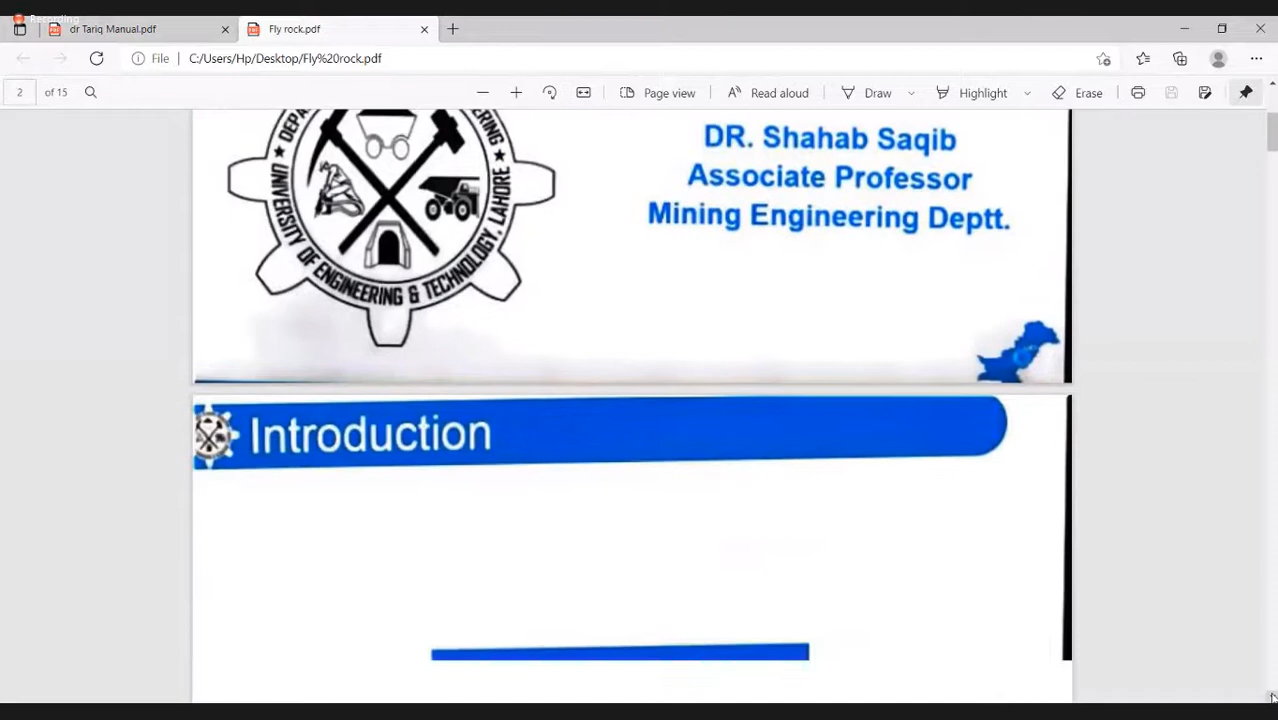 Recording
dr Tariq Manual.pdf
Fly rock.pdf
File
C:/Users/Hp/Desktop/Fly%20rock.pdf
2 of 15
Page view
Read aloud
Draw
Highlight
Erase
UNIVERSITY OF ENGINEERING & TECHNOLOGY, LAHORE
DR. Shahab Saqib
Associate Professor
Mining Engineering Deptt.
Introduction